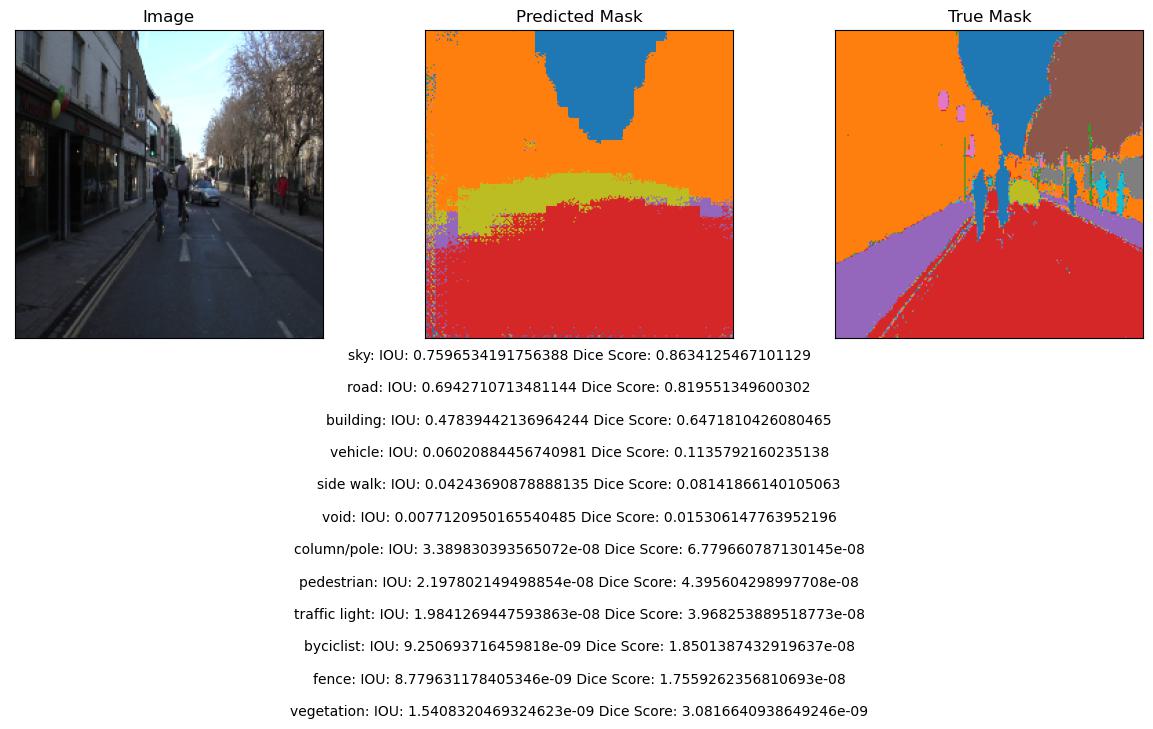 Image
Predicted Mask
True Mask
sky: IOU: 0.7596534191756388 Dice Score: 0.8634125467101129
road: IOU: 0.6942710713481144 Dice Score: 0.819551349600302
building: IOU: 0.47839442136964244 Dice Score: 0.6471810426080465
vehicle: IOU: 0.06020884456740981 Dice Score: 0.1135792160235138
side walk: IOU: 0.04243690878888135 Dice Score: 0.08141866140105063
void: IOU: 0.0077120950165540485 Dice Score: 0.015306147763952196
column/pole: IOU: 3.389830393565072e-08 Dice Score: 6.779660787130145e-08
pedestrian: IOU: 2.197802149498854e-08 Dice Score: 4.395604298997708e-08
traffic light: IOU: 1.9841269447593863e-08 Dice Score: 3.968253889518773e-08
byciclist: IOU: 9.250693716459818e-09 Dice Score: 1.8501387432919637e-08
fence: IOU: 8.779631178405346e-09 Dice Score: 1.7559262356810693e-08
vegetation: IOU: 1.5408320469324623e-09 Dice Score: 3.0816640938649246e-09